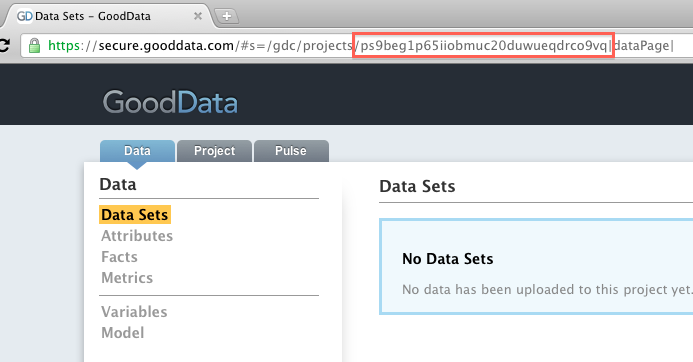 GD Data Sets – GoodData
https://secure.gooddata.com/#s=/gdc/projects/ps9beg1p65iiobmuc20duwueqdrco9vq|dataPage|
GoodData
Data Project Pulse
Data
Data Sets
Attributes
Facts
Metrics
Variables
Model
Data Sets
No Data Sets
No data has been uploaded to this project yet.